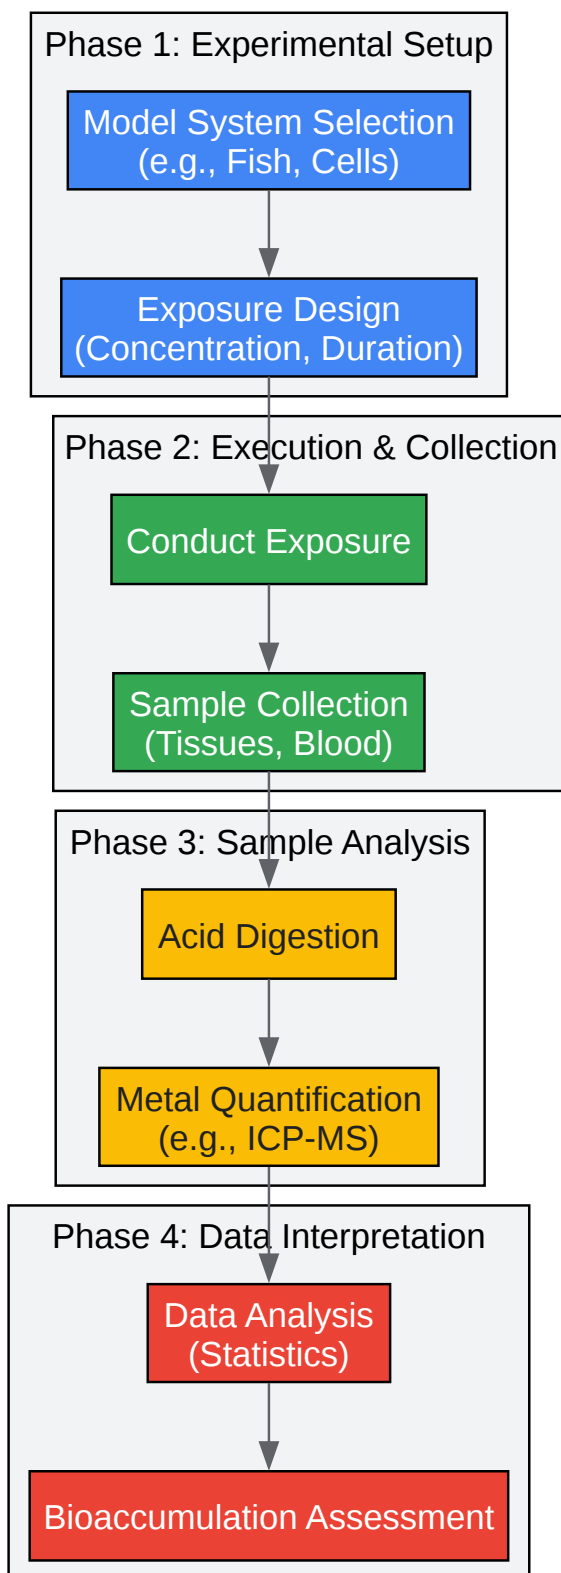 Phase 1: Experimental Setup
Model System Selection
(e.g., Fish, Cells)
Exposure Design
(Concentration, Duration)
Phase 2: Execution & Collection
Conduct Exposure
Sample Collection
(Tissues, Blood)
Phase 3: Sample Analysis
Acid Digestion
Metal Quantification
(e.g., ICP-MS)
Phase 4: Data Interpretation
Data Analysis
(Statistics)
Bioaccumulation Assessment